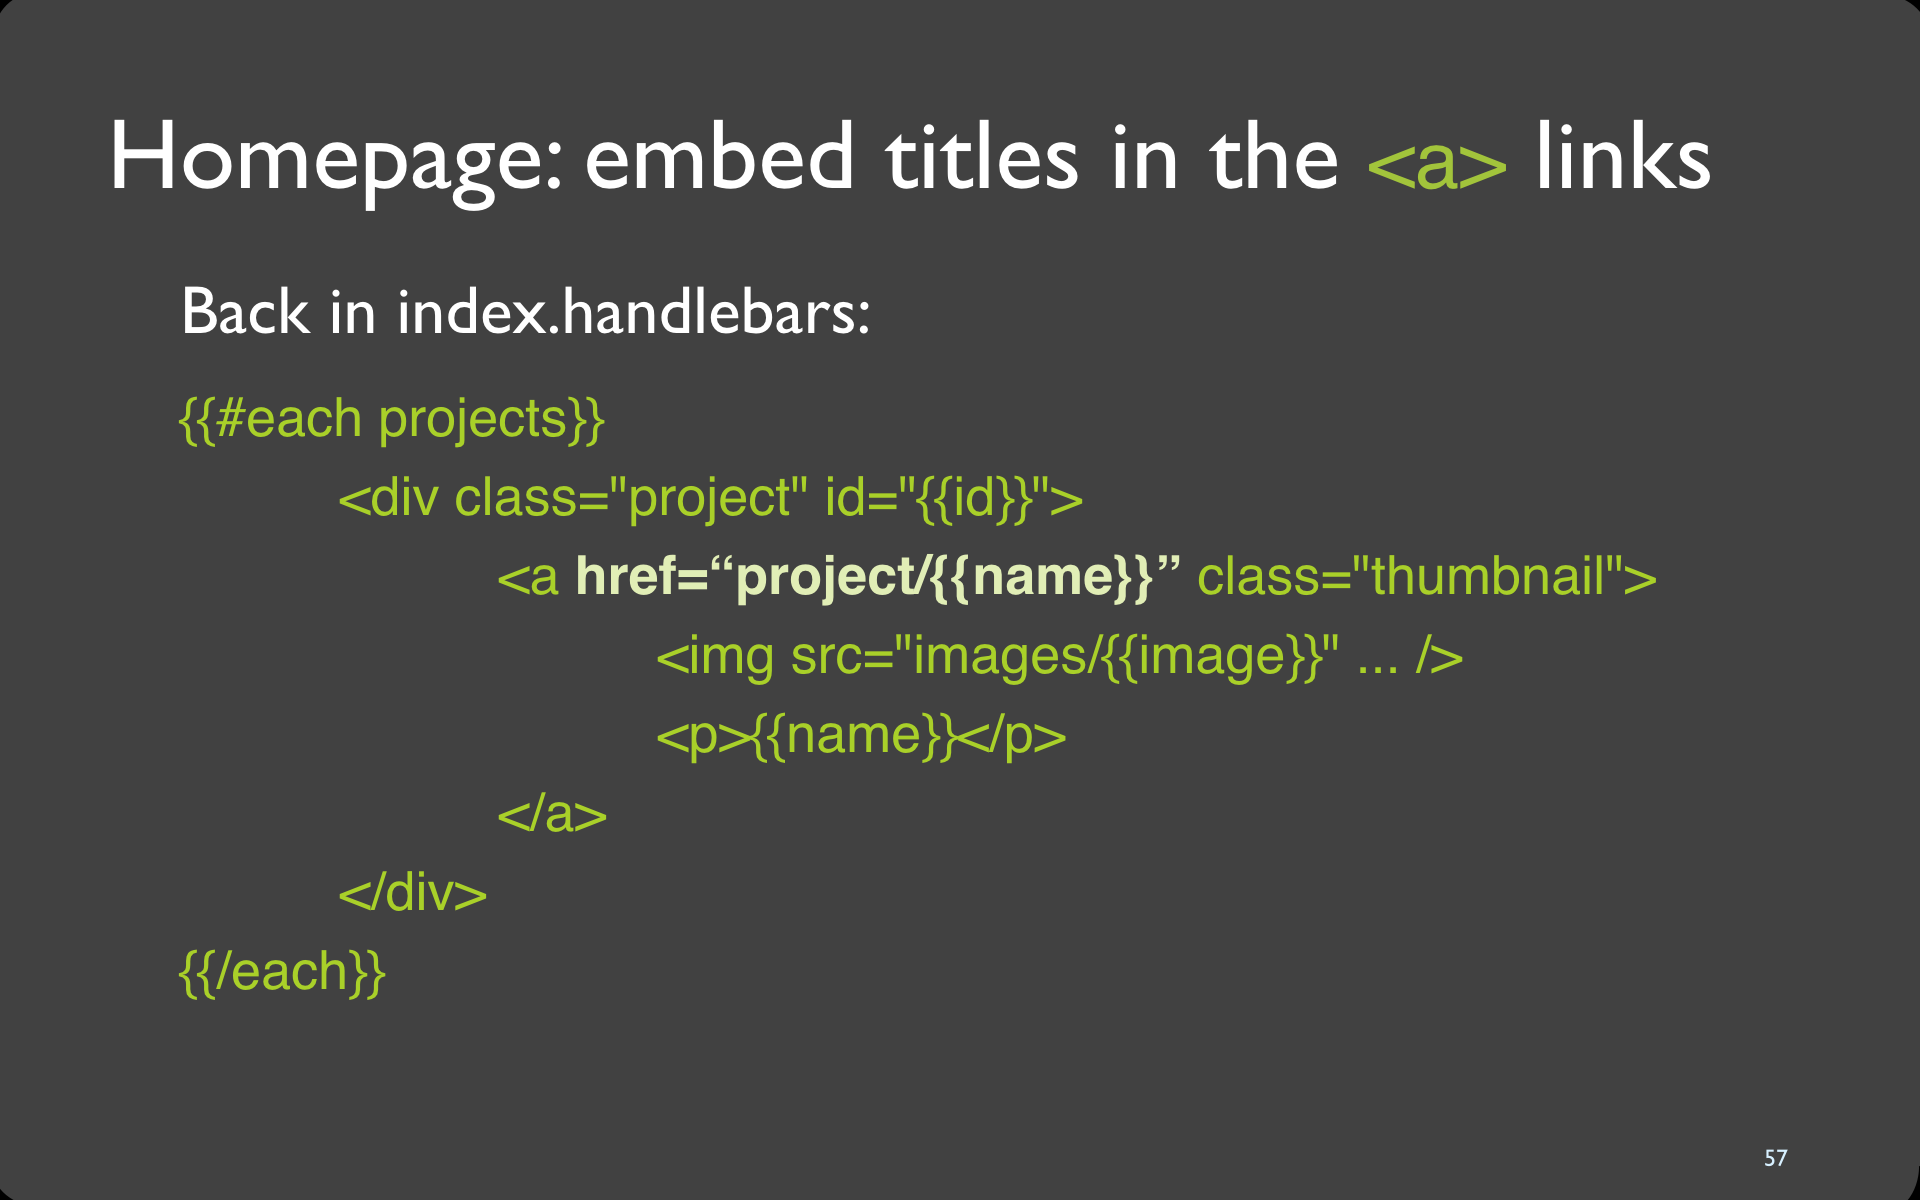 Homepage: embed titles in the <a> links
Back in index.handlebars:
{{#each projects}}
<div class="project" id="{{id}}">
<a href=“project/{{name}}” class="thumbnail">
<img src="images/{{image}}" ... />
<p>{{name}}</p>
</a>
</div>
{{/each}}
57